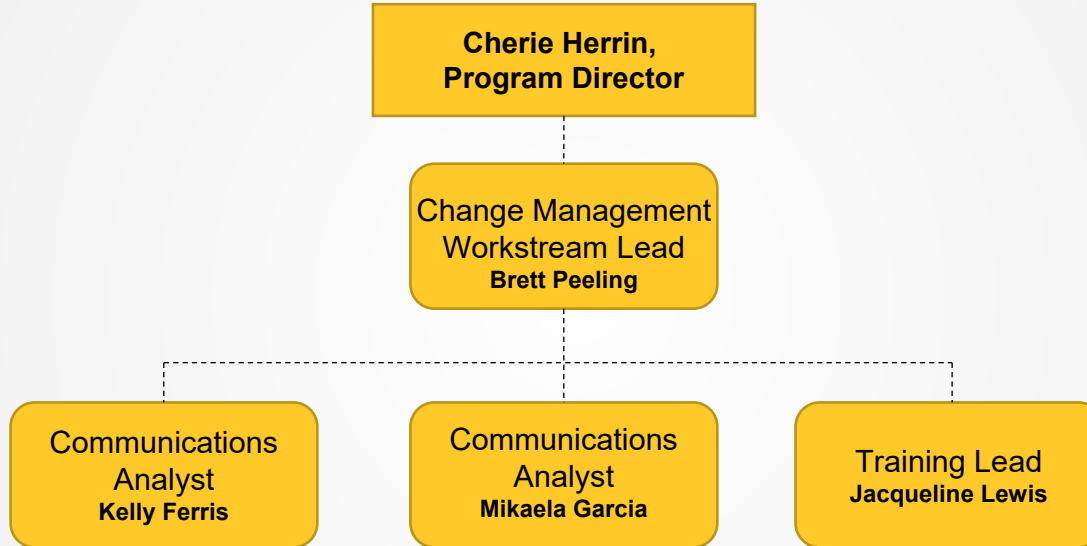 Cherie Herrin,
Program Director
Change Management
Workstream Lead
Brett Peeling
Communications
Analyst
Kelly Ferris
Communications
Analyst
Mikaela Garcia
Training Lead
Jacqueline Lewis